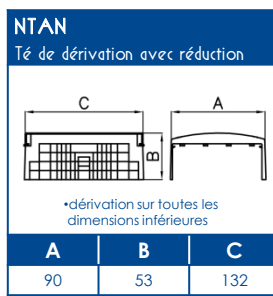 NTAN
Té de dérivation avec réduction
C
A
B
•dérivation sur toutes les
dimensions inférieures
A B C
90 53 132